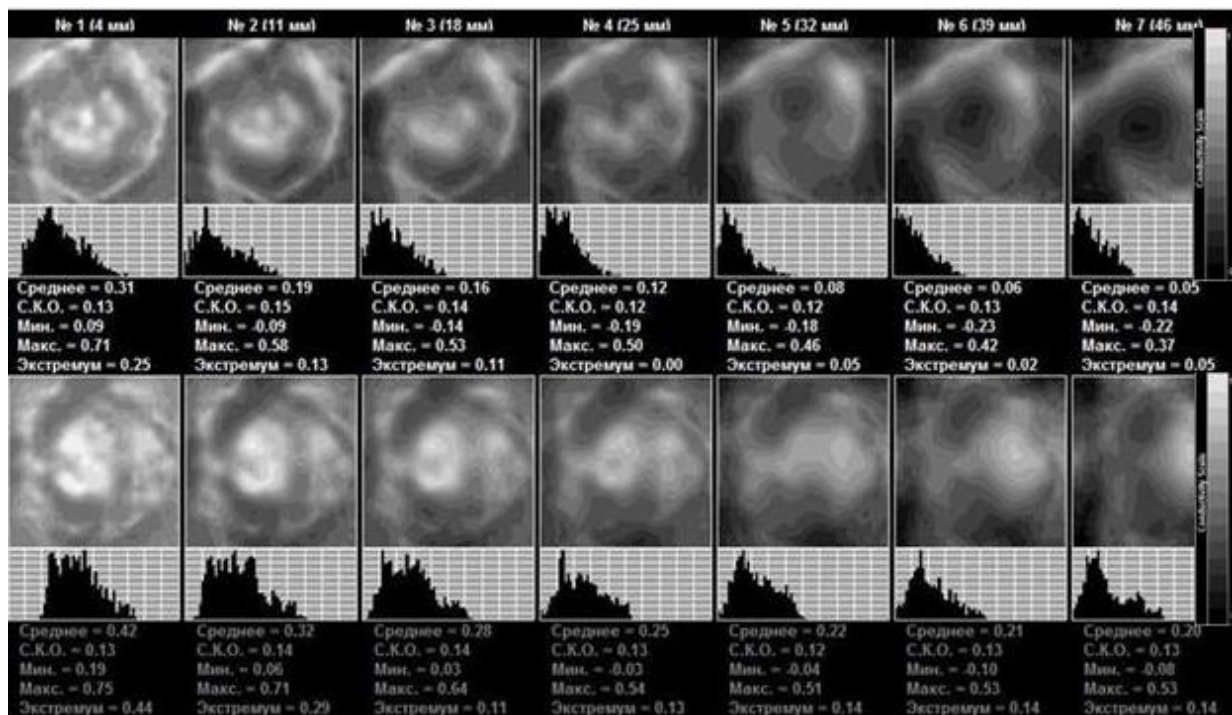 № 1 (4 мм) № 2 (11 мм) № 3 (18 мм) № 4 (25 мм) № 5 (32 мм) № 6 (39 мм) № 7 (46 мм)
Conductivity Scale
Среднее = 0.31 Среднее = 0.19 Среднее = 0.16 Среднее = 0.12 Среднее = 0.08 Среднее = 0.06 Среднее = 0.05
С.К.О. = 0.13 С.К.О. = 0.15 С.К.О. = 0.14 С.К.О. = 0.12 С.К.О. = 0.12 С.К.О. = 0.13 С.К.О. = 0.14
Мин. = 0.09 Мин. = -0.09 Мин. = -0.14 Мин. = -0.19 Мин. = -0.18 Мин. = -0.23 Мин. = -0.22
Макс. = 0.71 Макс. = 0.58 Макс. = 0.53 Макс. = 0.50 Макс. = 0.46 Макс. = 0.42 Макс. = 0.37
Экстремум = 0.25 Экстремум = 0.13 Экстремум = 0.11 Экстремум = 0.00 Экстремум = 0.05 Экстремум = 0.02 Экстремум = 0.05
Conductivity Scale
Среднее = 0.42 Среднее = 0.32 Среднее = 0.28 Среднее = 0.25 Среднее = 0.22 Среднее = 0.21 Среднее = 0.20
С.К.О. = 0.13 С.К.О. = 0.14 С.К.О. = 0.14 С.К.О. = 0.13 С.К.О. = 0.12 С.К.О. = 0.13 С.К.О. = 0.13
Мин. = 0.19 Мин. = 0.06 Мин. = 0.03 Мин. = -0.03 Мин. = -0.04 Мин. = -0.10 Мин. = -0.08
Макс. = 0.75 Макс. = 0.71 Макс. = 0.64 Макс. = 0.54 Макс. = 0.51 Макс. = 0.53 Макс. = 0.53
Экстремум = 0.44 Экстремум = 0.29 Экстремум = 0.11 Экстремум = 0.13 Экстремум = 0.14 Экстремум = 0.14 Экстремум = 0.14